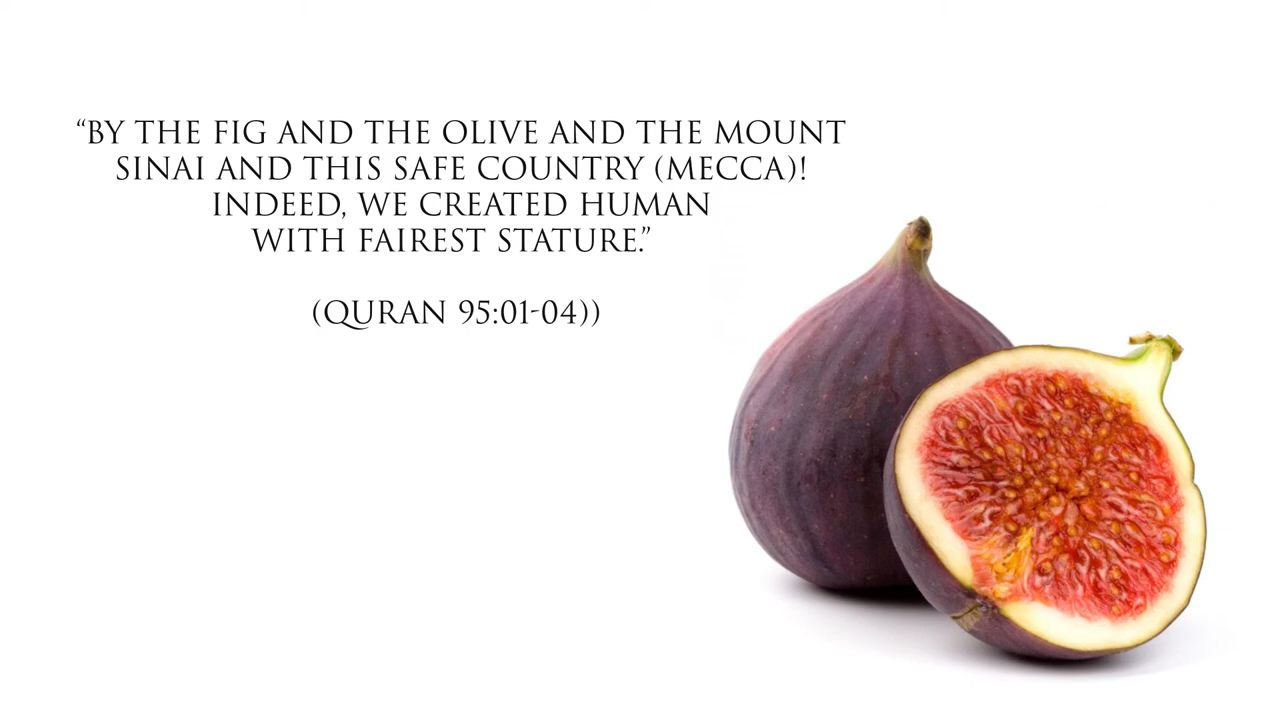 “BY THE FIG AND THE OLIVE AND THE MOUNT
SINAI AND THIS SAFE COUNTRY (MECCA)!
INDEED, WE CREATED HUMAN
WITH FAIREST STATURE.”
(QURAN 95:01-04))